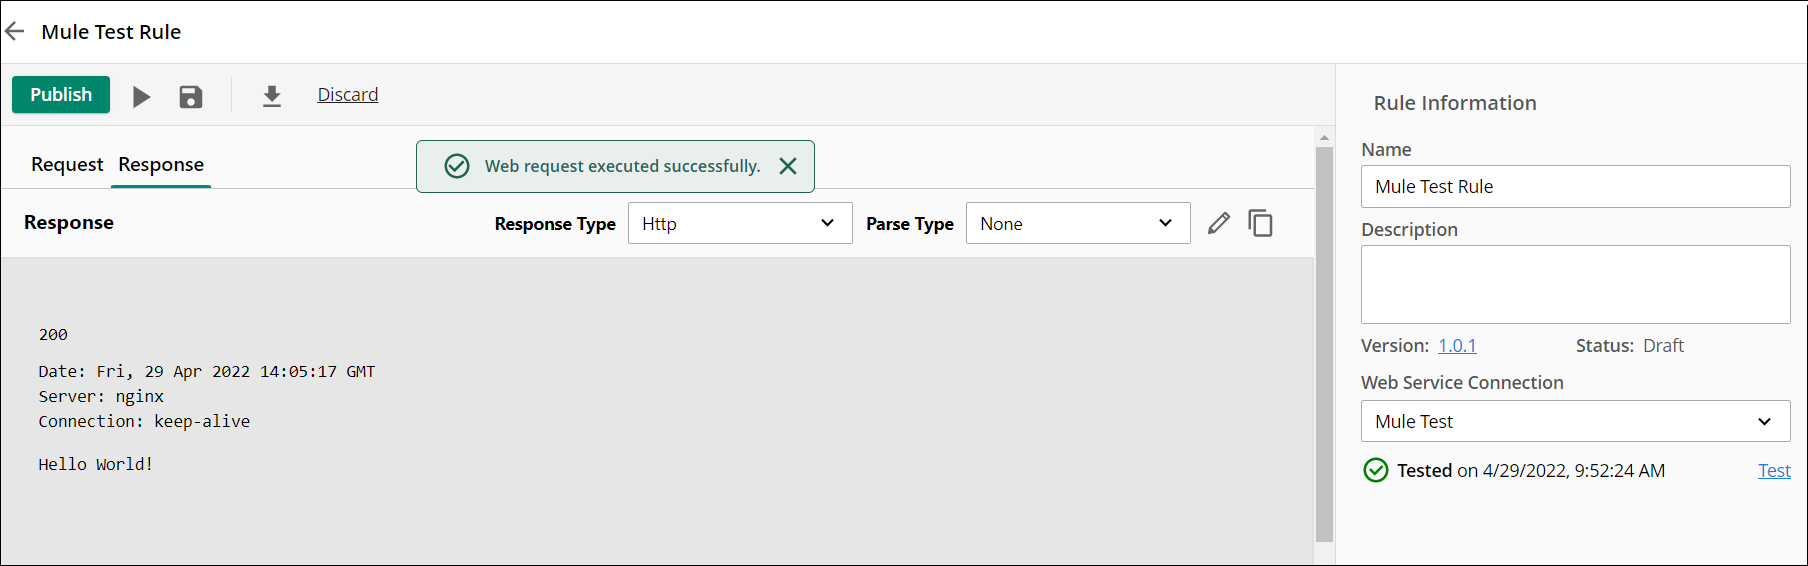 Mule Test Rule
Publish
Discard
Request Response
Web request executed successfully.
Response
Response Type Http
Parse Type None
200
Date: Fri, 29 Apr 2022 14:05:17 GMT
Server: nginx
Connection: keep-alive
Hello World!
Rule Information
Name
Mule Test Rule
Description
Version: 1.0.1 Status: Draft
Web Service Connection
Mule Test
Tested on 4/29/2022, 9:52:24 AM Test